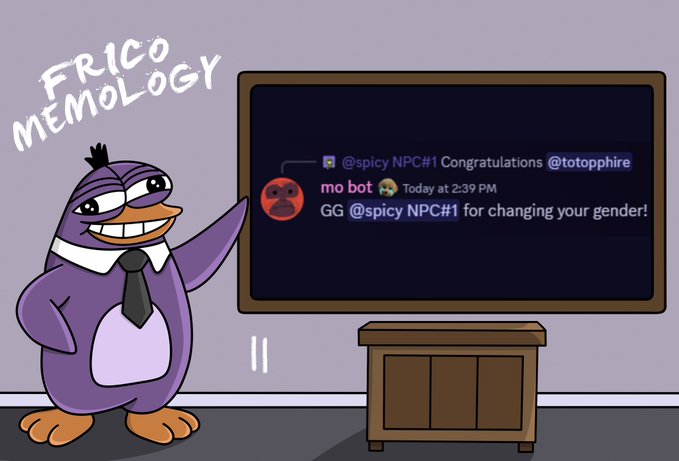 FRICO
MEMOLOGY
@spicy NPC#1 Congratulations @totopphire
mo bot Today at 2:39 PM
GG @spicy NPC#1 for changing your gender!